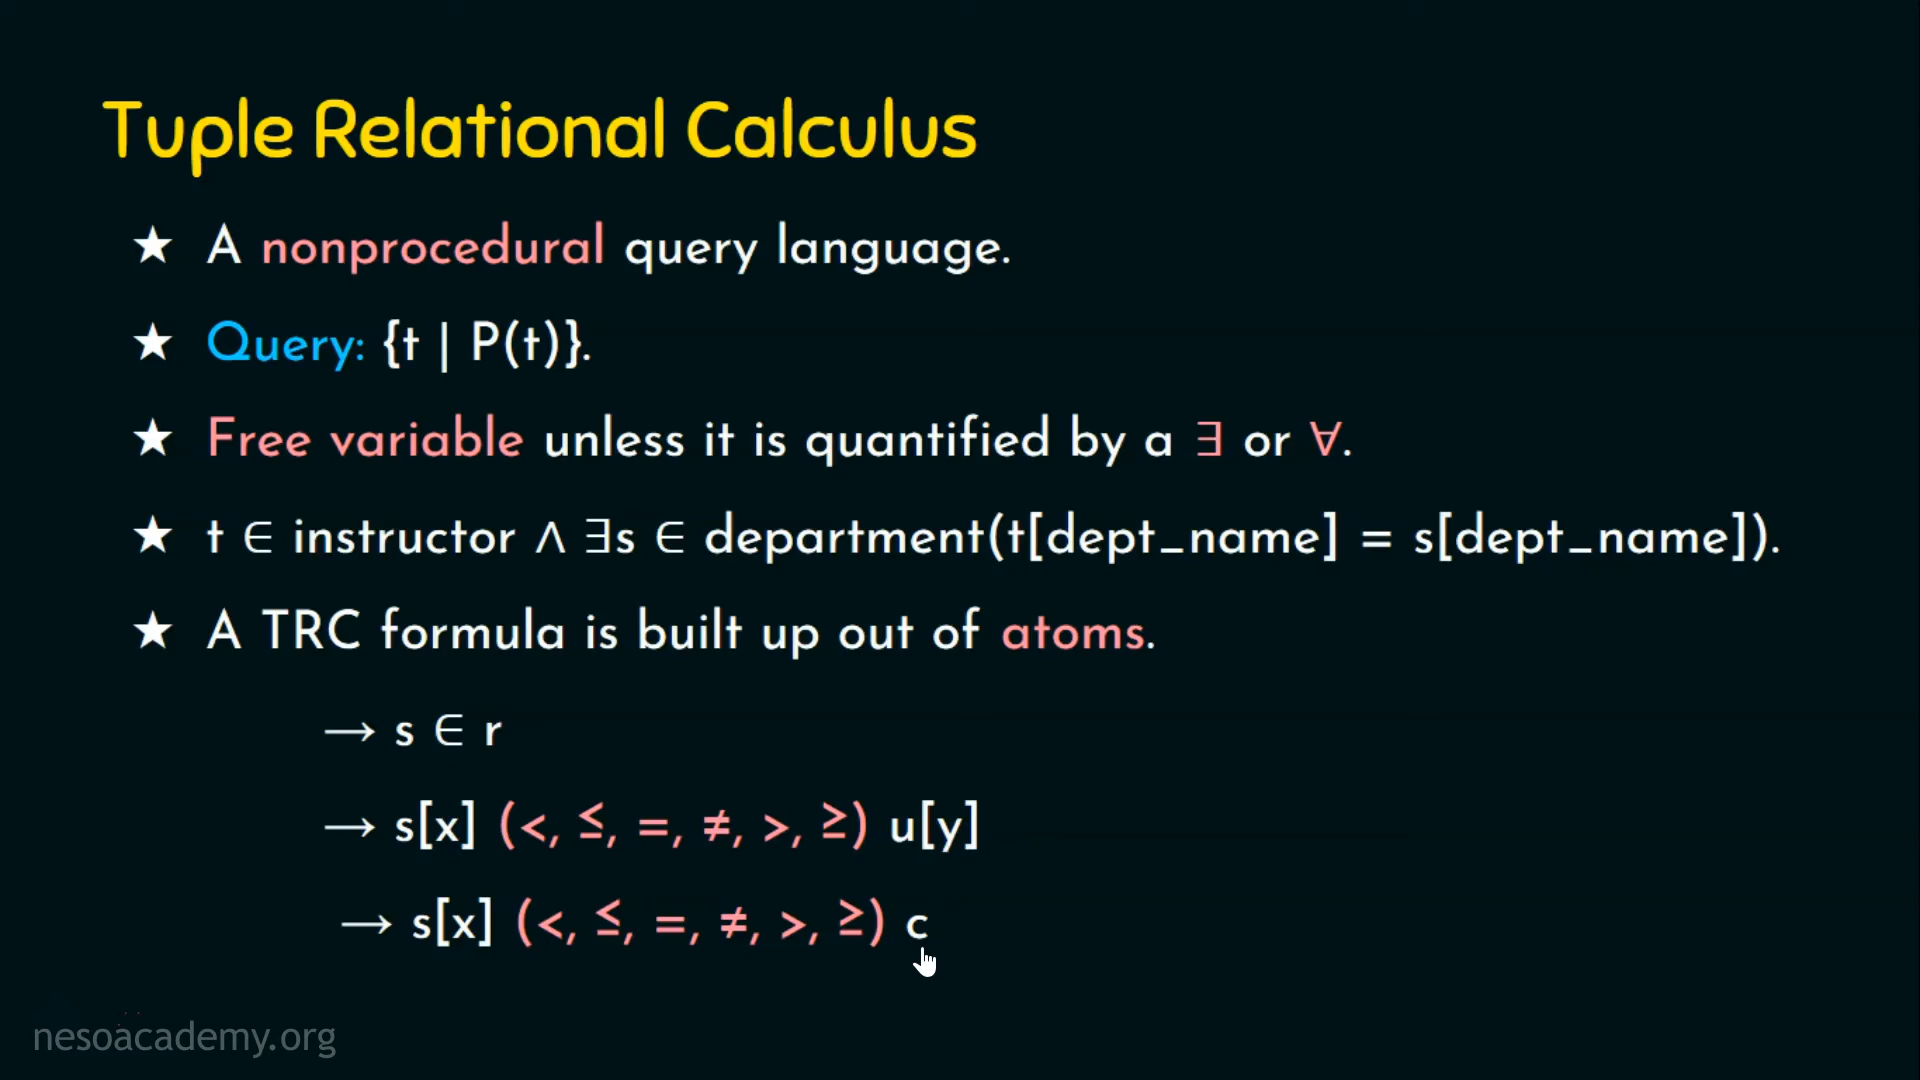 Tuple Relational Calculus
★ A nonprocedural query language.
★ Query: {t | P(t)}.
★ Free variable unless it is quantified by a ∃ or ∀.
★ t ∈ instructor ∧ ∃s ∈ department(t[dept_name] = s[dept_name]).
★ A TRC formula is built up out of atoms.
→ s ∈ r
→ s[x] (<, ≤, =, ≠, >, ≥) u[y]
→ s[x] (<, ≤, =, ≠, >, ≥) c
nesoacademy.org